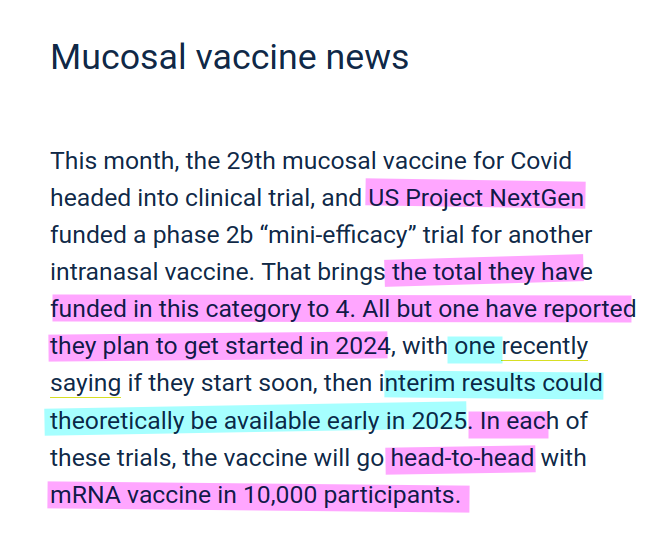 Mucosal vaccine news
This month, the 29th mucosal vaccine for Covid
headed into clinical trial, and US Project NextGen
funded a phase 2b “mini-efficacy” trial for another
intranasal vaccine. That brings the total they have
funded in this category to 4. All but one have reported
they plan to get started in 2024, with one recently
saying if they start soon, then interim results could
theoretically be available early in 2025. In each of
these trials, the vaccine will go head-to-head with
mRNA vaccine in 10,000 participants.